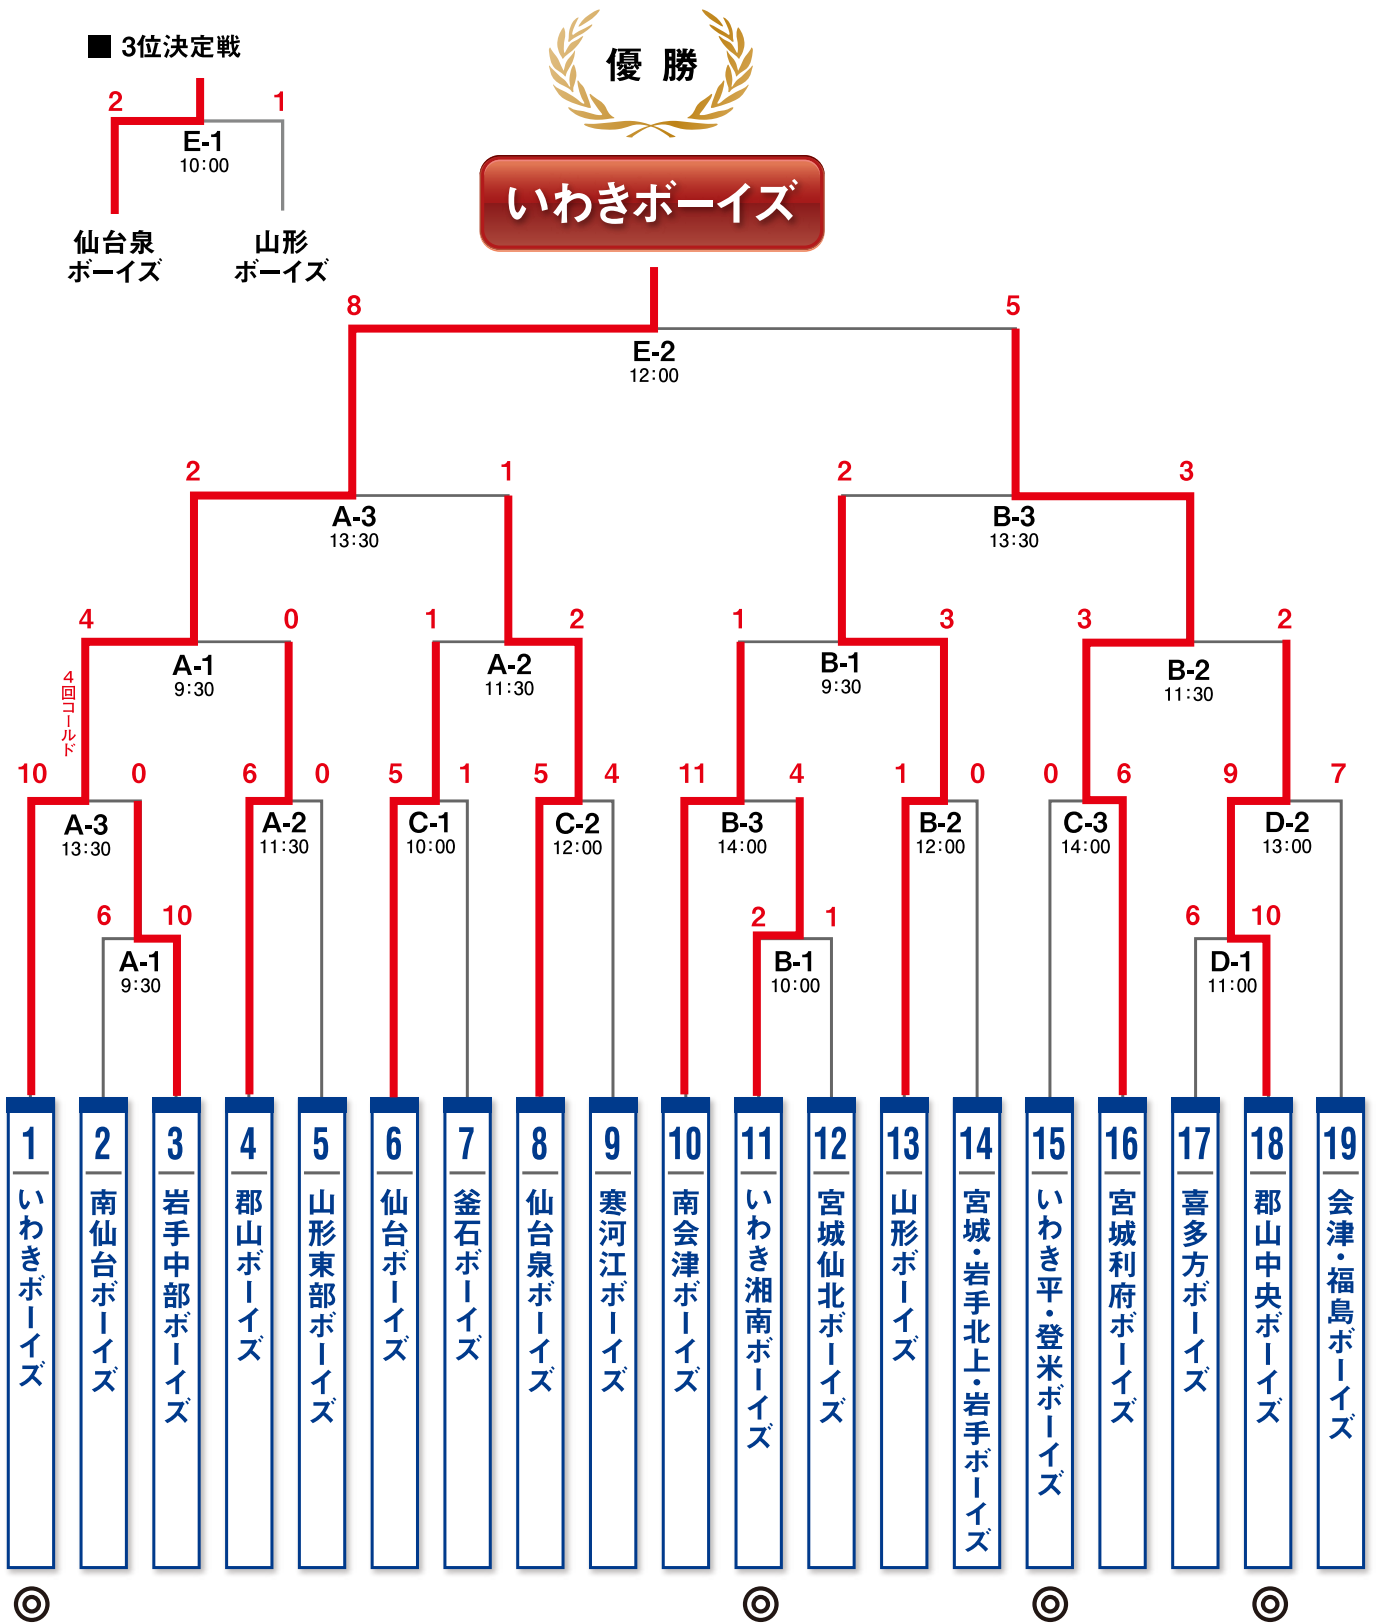 ■ 3位決定戦
優勝
2 1
E-1
10:00
仙台泉
ボーイズ
山形
ボーイズ
いわきボーイズ
8 5
E-2
12:00
2 1 2 3
A-3
13:30
B-3
13:30
4 0 1 2 1 3 3 2
A-1
9:30
A-2
11:30
B-1
9:30
B-2
11:30
4回コールド
10 0 6 0 5 1 5 4 11 4 1 0 0 6 9 7
A-3
13:30
A-2
11:30
C-1
10:00
C-2
12:00
B-3
14:00
B-2
12:00
C-3
14:00
D-2
13:00
6 10 2 1 6 10
A-1
9:30
B-1
10:00
D-1
11:00
1
いわきボーイズ
2
南仙台ボーイズ
3
岩手中部ボーイズ
4
郡山ボーイズ
5
山形東部ボーイズ
6
仙台ボーイズ
7
釜石ボーイズ
8
仙台泉ボーイズ
9
寒河江ボーイズ
10
南会津ボーイズ
11
いわき湘南ボーイズ
12
宮城仙北ボーイズ
13
山形ボーイズ
14
宮城・岩手北上・岩手ボーイズ
15
いわき平・登米ボーイズ
16
宮城利府ボーイズ
17
喜多方ボーイズ
18
郡山中央ボーイズ
19
会津・福島ボーイズ
◎ ◎ ◎ ◎